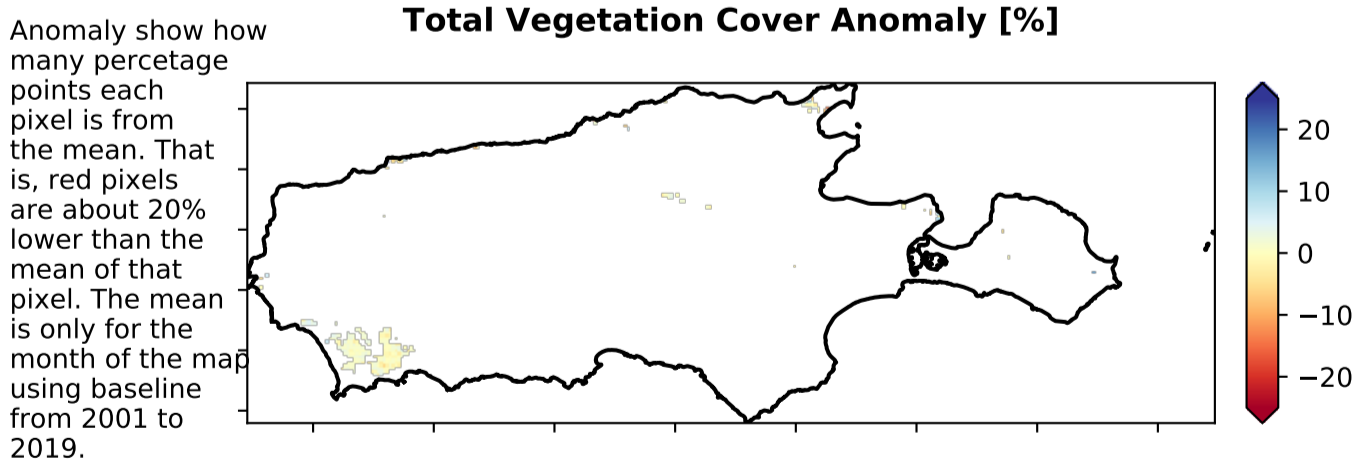 Total Vegetation Cover Anomaly [%]
Anomaly show how
many percetage
points each
pixel is from
the mean. That
is, red pixels
are about 20%
lower than the
mean of that
pixel. The mean
is only for the
month of the map
using baseline
from 2001 to
2019.
20
10
0
−10
−20